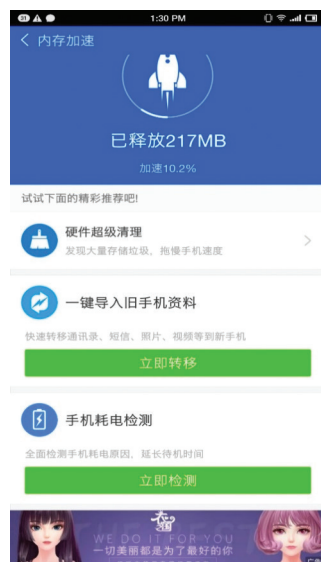 1:30 PM
内存加速
已释放217MB
加速10.2%
试试下面的精彩推荐吧!
硬件超级清理
发现大量存储垃圾，拖慢手机速度
一键导入旧手机资料
快速转移通讯录、短信、照片、视频等到新手机
立即转移
手机耗电检测
全面检测手机耗电原因，延长待机时间
立即检测
WE DO IT FOR YOU
一切美丽都是为了最好的你